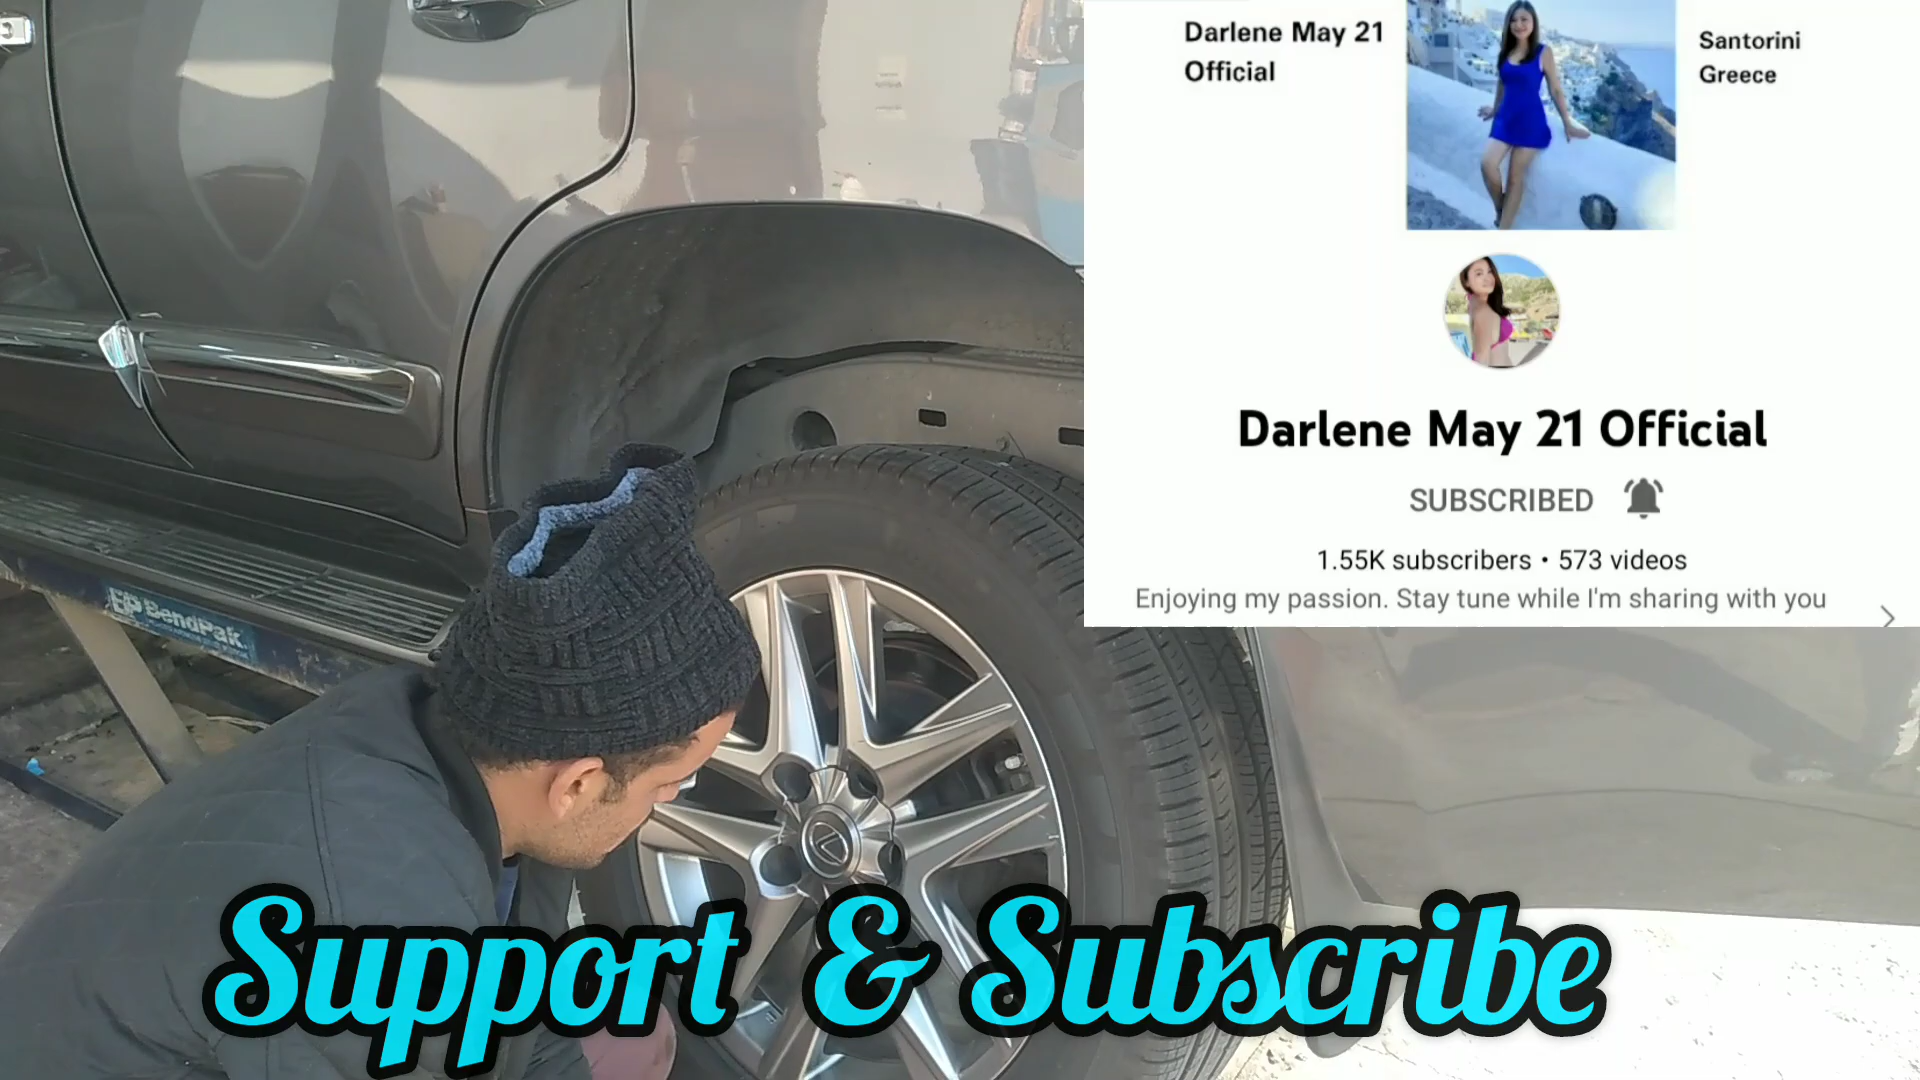 Darlene May 21
Official
Santorini
Greece
Darlene May 21 Official
SUBSCRIBED
1.55K subscribers • 573 videos
Enjoying my passion. Stay tune while I'm sharing with you
BendPak
Support & Subscribe